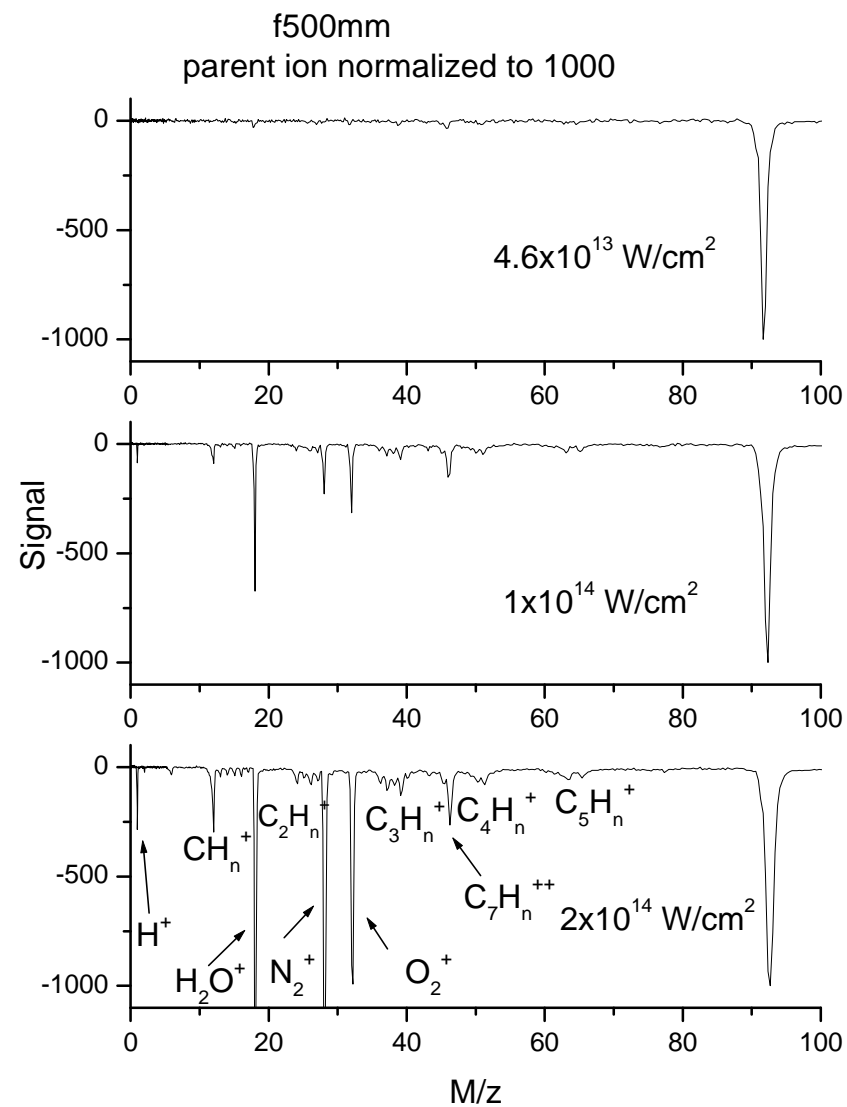 f500mm
parent ion normalized to 1000
0
-500
-1000
4.6x10^13 W/cm^2
0 20 40 60 80 100
Signal
0
-500
-1000
1x10^14 W/cm^2
0 20 40 60 80 100
0
-500
-1000
C_2H_n^+
C_3H_n^+
C_4H_n^+
C_5H_n^+
CH_n^+
C_7H_n^++
2x10^14 W/cm^2
H^+
H_2O^+
N_2^+
O_2^+
0 20 40 60 80 100
M/z